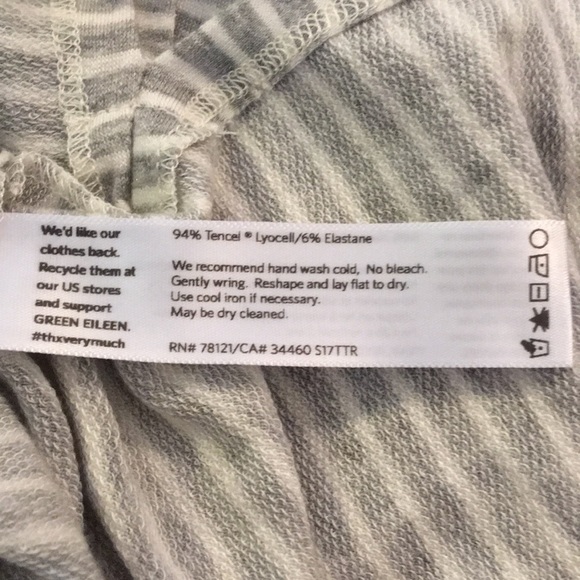 We'd like our
clothes back.
Recycle them at
our US stores
and support
GREEN EILEEN.
#thxverymuch
94% Tencel ® Lyocell/6% Elastane
We recommend hand wash cold, No bleach.
Gently wring. Reshape and lay flat to dry.
Use cool iron if necessary.
May be dry cleaned.
RN# 78121/CA# 34460 S17TTR